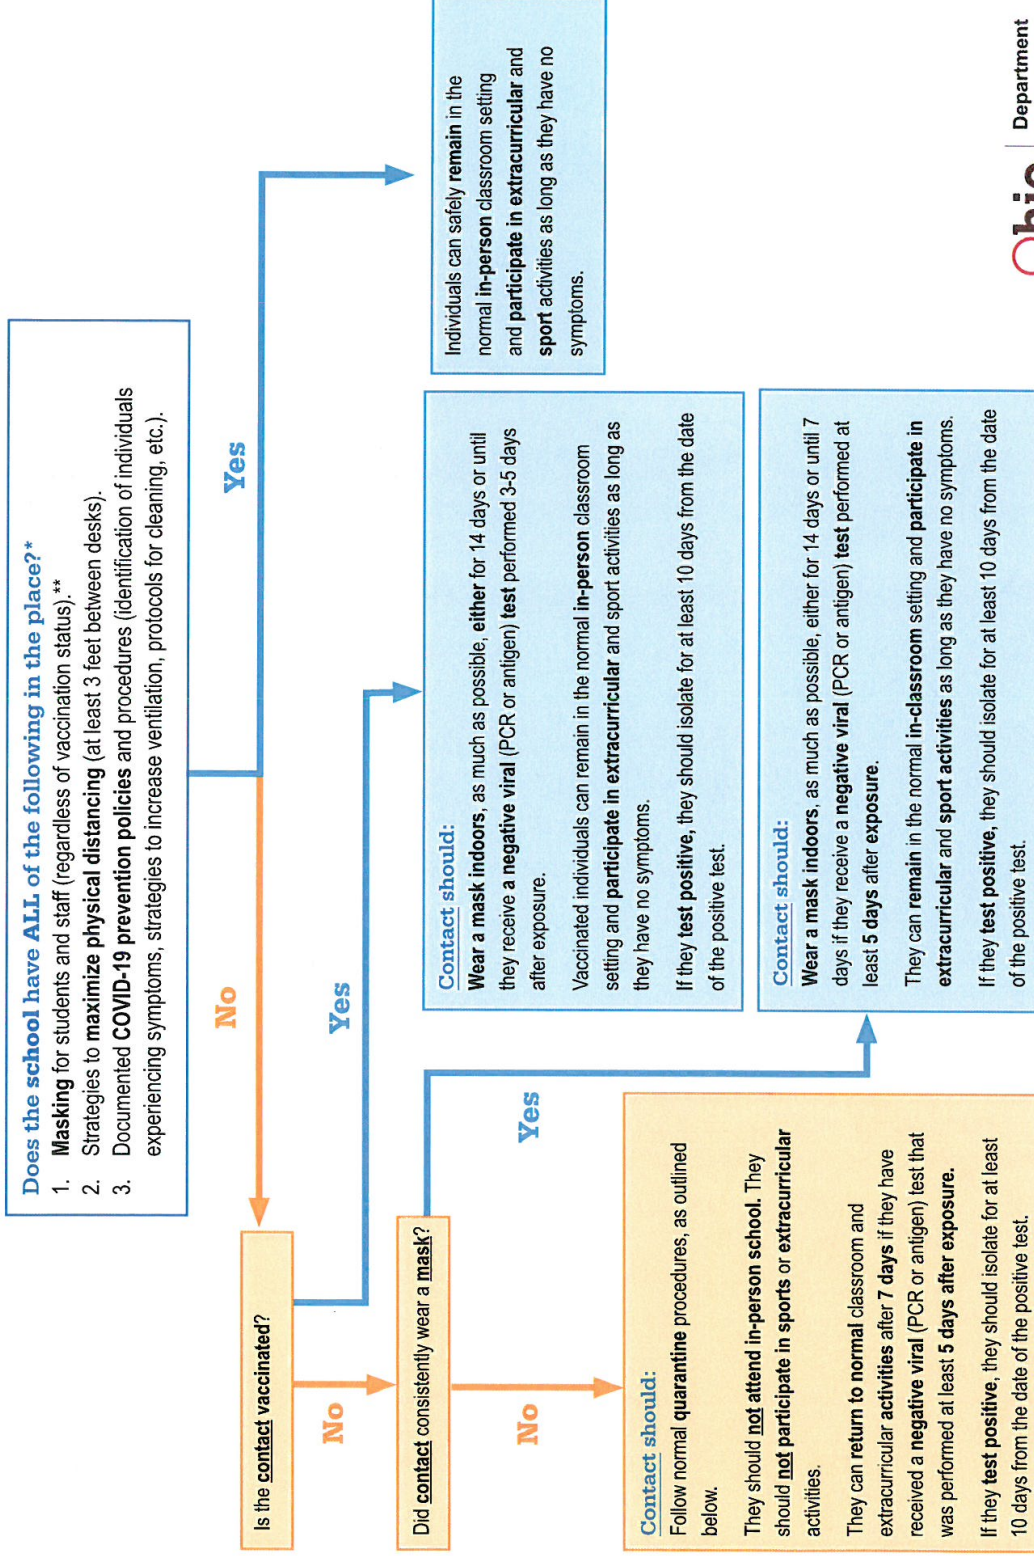 Does the school have ALL of the following in the place?*
1. Masking for students and staff (regardless of vaccination status).**
2. Strategies to maximize physical distancing (at least 3 feet between desks).
3. Documented COVID-19 prevention policies and procedures (identification of individuals
experiencing symptoms, strategies to increase ventilation, protocols for cleaning, etc.).
No
Yes
Is the contact vaccinated?
No
Yes
Did contact consistently wear a mask?
No
Yes
Individuals can safely remain in the
normal in-person classroom setting
and participate in extracurricular and
sport activities as long as they have no
symptoms.
Contact should:
Wear a mask indoors, as much as possible, either for 14 days or until
they receive a negative viral (PCR or antigen) test performed 3-5 days
after exposure.
Vaccinated individuals can remain in the normal in-person classroom
setting and participate in extracurricular and sport activities as long as
they have no symptoms.
If they test positive, they should isolate for at least 10 days from the date
of the positive test.
Contact should:
Wear a mask indoors, as much as possible, either for 14 days or until 7
days if they receive a negative viral (PCR or antigen) test performed at
least 5 days after exposure.
They can remain in the normal in-classroom setting and participate in
extracurricular and sport activities as long as they have no symptoms.
If they test positive, they should isolate for at least 10 days from the date
of the positive test.
Contact should:
Follow normal quarantine procedures, as outlined
below.
They should not attend in-person school. They
should not participate in sports or extracurricular
activities.
They can return to normal classroom and
extracurricular activities after 7 days if they have
received a negative viral (PCR or antigen) test that
was performed at least 5 days after exposure.
If they test positive, they should isolate for at least
10 days from the date of the positive test.
Ohio
Department